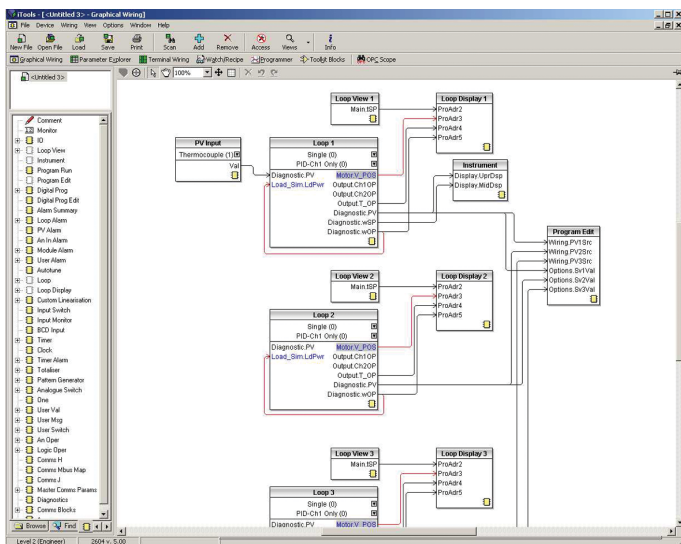 iTools - [<Untitled 3> - Graphical Wiring]
File Device Wiring View Options Window Help
New File Open File Load Save Print Scan Add Remove Access Views Info
Graphical Wiring Parameter Explorer Terminal Wiring Watch/Recipe Programmer Toolkit Blocks OPC Scope
<Untitled 3>
100%
Comment
Monitor
IO
Loop View
Instrument
Program Run
Program Edit
Digital Prog
Digital Prog Edit
Alarm Summary
Loop Alarm
PV Alarm
An In Alarm
Module Alarm
User Alarm
Autotune
Loop
Loop Display
Custom Linearisation
Input Switch
Input Monitor
BCD Input
Timer
Clock
Timer Alarm
Totaliser
Pattern Generator
Analogue Switch
One
User Val
User Msg
User Switch
An Oper
Logic Oper
Comms H
Comms Mbus Map
Comms J
Master Comms Params
Diagnostics
Comms Blocks
Browse Find
Level 2 (Engineer) 2604 v. 5.00
PV Input
Thermocouple (1)
Val
Loop View 1
Main.tSP
Loop 1
Single (0)
PID-Ch1 Only (0)
Diagnostic.PV Motor.V_POS
Load_Sim.LdPwr Output.Ch1OP
Output.Ch2OP
Output.T_OP
Diagnostic.PV
Diagnostic.wSP
Diagnostic.wOP
Loop Display 1
ProAdr2
ProAdr3
ProAdr4
ProAdr5
Instrument
Display.UprDsp
Display.MidDsp
Program Edit
Wiring.PV1Src
Wiring.PV2Src
Wiring.PV3Src
Options.Sv1Val
Options.Sv2Val
Options.Sv3Val
Loop View 2
Main.tSP
Loop 2
Single (0)
PID-Ch1 Only (0)
Diagnostic.PV Motor.V_POS
Load_Sim.LdPwr Output.Ch1OP
Output.Ch2OP
Output.T_OP
Diagnostic.PV
Diagnostic.wOP
Loop Display 2
ProAdr2
ProAdr3
ProAdr4
ProAdr5
Loop View 3
Main.tSP
Loop 3
Single (0)
PID-Ch1 Only (0)
Diagnostic.PV Motor.V_POS
Loop Display 3
ProAdr2
ProAdr3
ProAdr4
ProAdr5